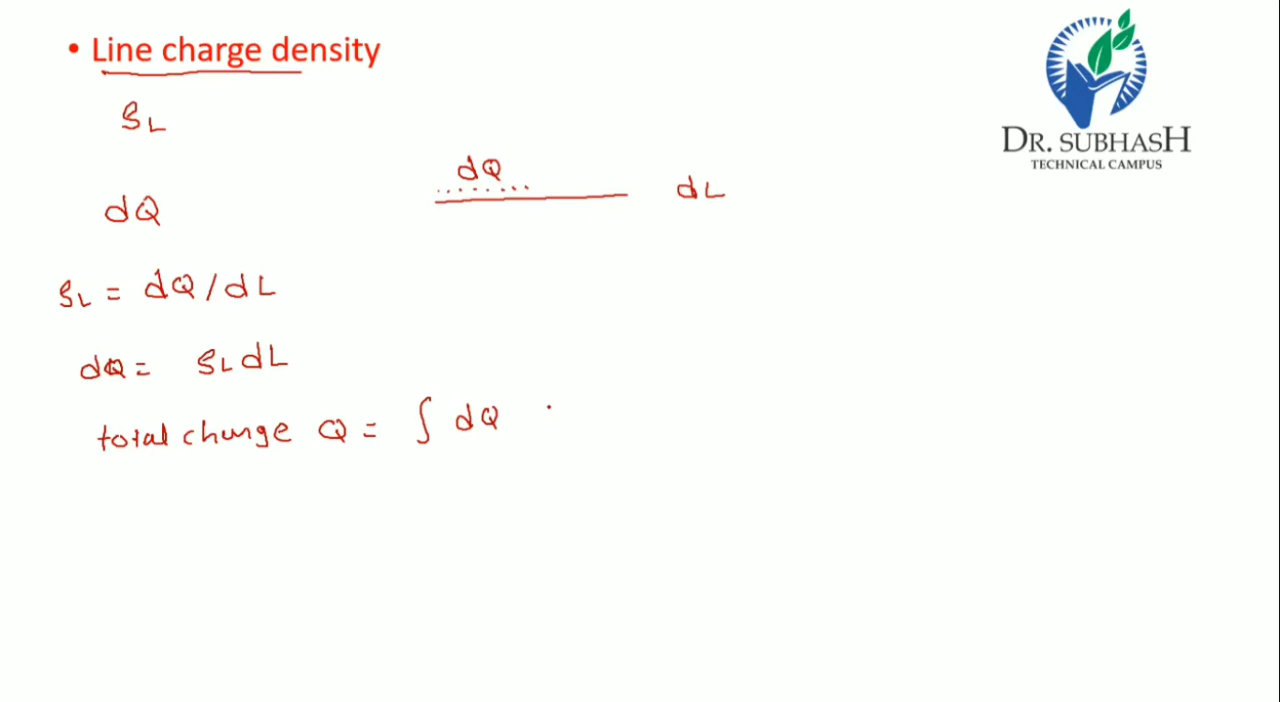 • Line charge density
ρL
dQ
dQ
dL
ρL = dQ / dL
dQ = ρL dL
total charge Q = ∫ dQ
DR. SUBHASH
TECHNICAL CAMPUS